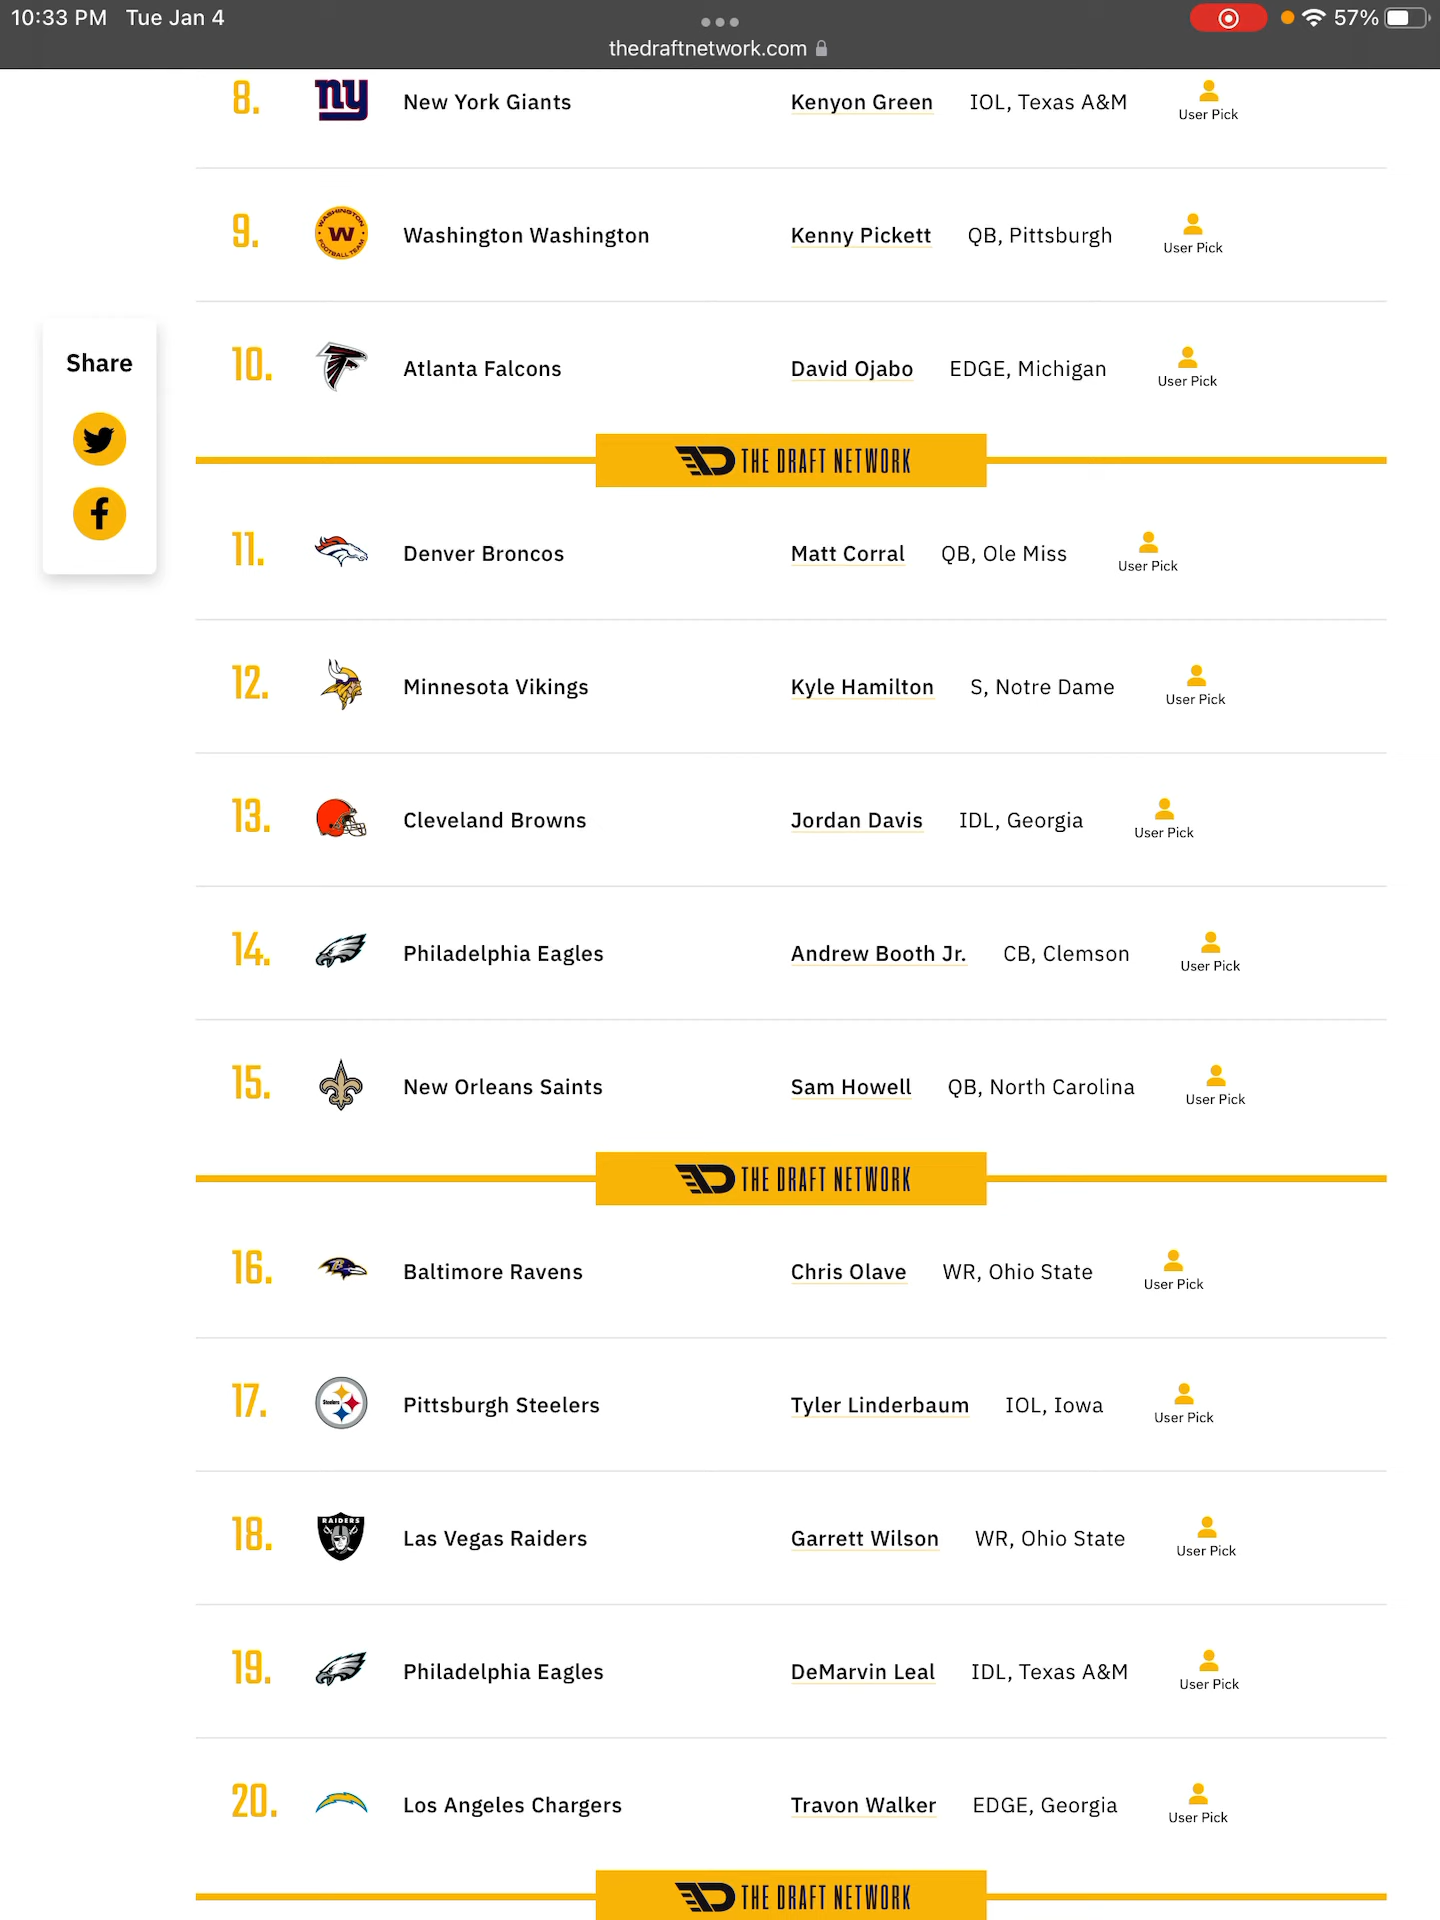 10:33 PM Tue Jan 4
57%
thedraftnetwork.com
8. ny New York Giants Kenyon Green IOL, Texas A&M User Pick
9. WASHINGTON W FOOTBALL TEAM Washington Washington Kenny Pickett QB, Pittsburgh User Pick
Share
10. Atlanta Falcons David Ojabo EDGE, Michigan User Pick
THE DRAFT NETWORK
11. Denver Broncos Matt Corral QB, Ole Miss User Pick
12. Minnesota Vikings Kyle Hamilton S, Notre Dame User Pick
13. Cleveland Browns Jordan Davis IDL, Georgia User Pick
14. Philadelphia Eagles Andrew Booth Jr. CB, Clemson User Pick
15. New Orleans Saints Sam Howell QB, North Carolina User Pick
THE DRAFT NETWORK
16. B Baltimore Ravens Chris Olave WR, Ohio State User Pick
17. Steelers Pittsburgh Steelers Tyler Linderbaum IOL, Iowa User Pick
18. RAIDERS Las Vegas Raiders Garrett Wilson WR, Ohio State User Pick
19. Philadelphia Eagles DeMarvin Leal IDL, Texas A&M User Pick
20. Los Angeles Chargers Travon Walker EDGE, Georgia User Pick
THE DRAFT NETWORK